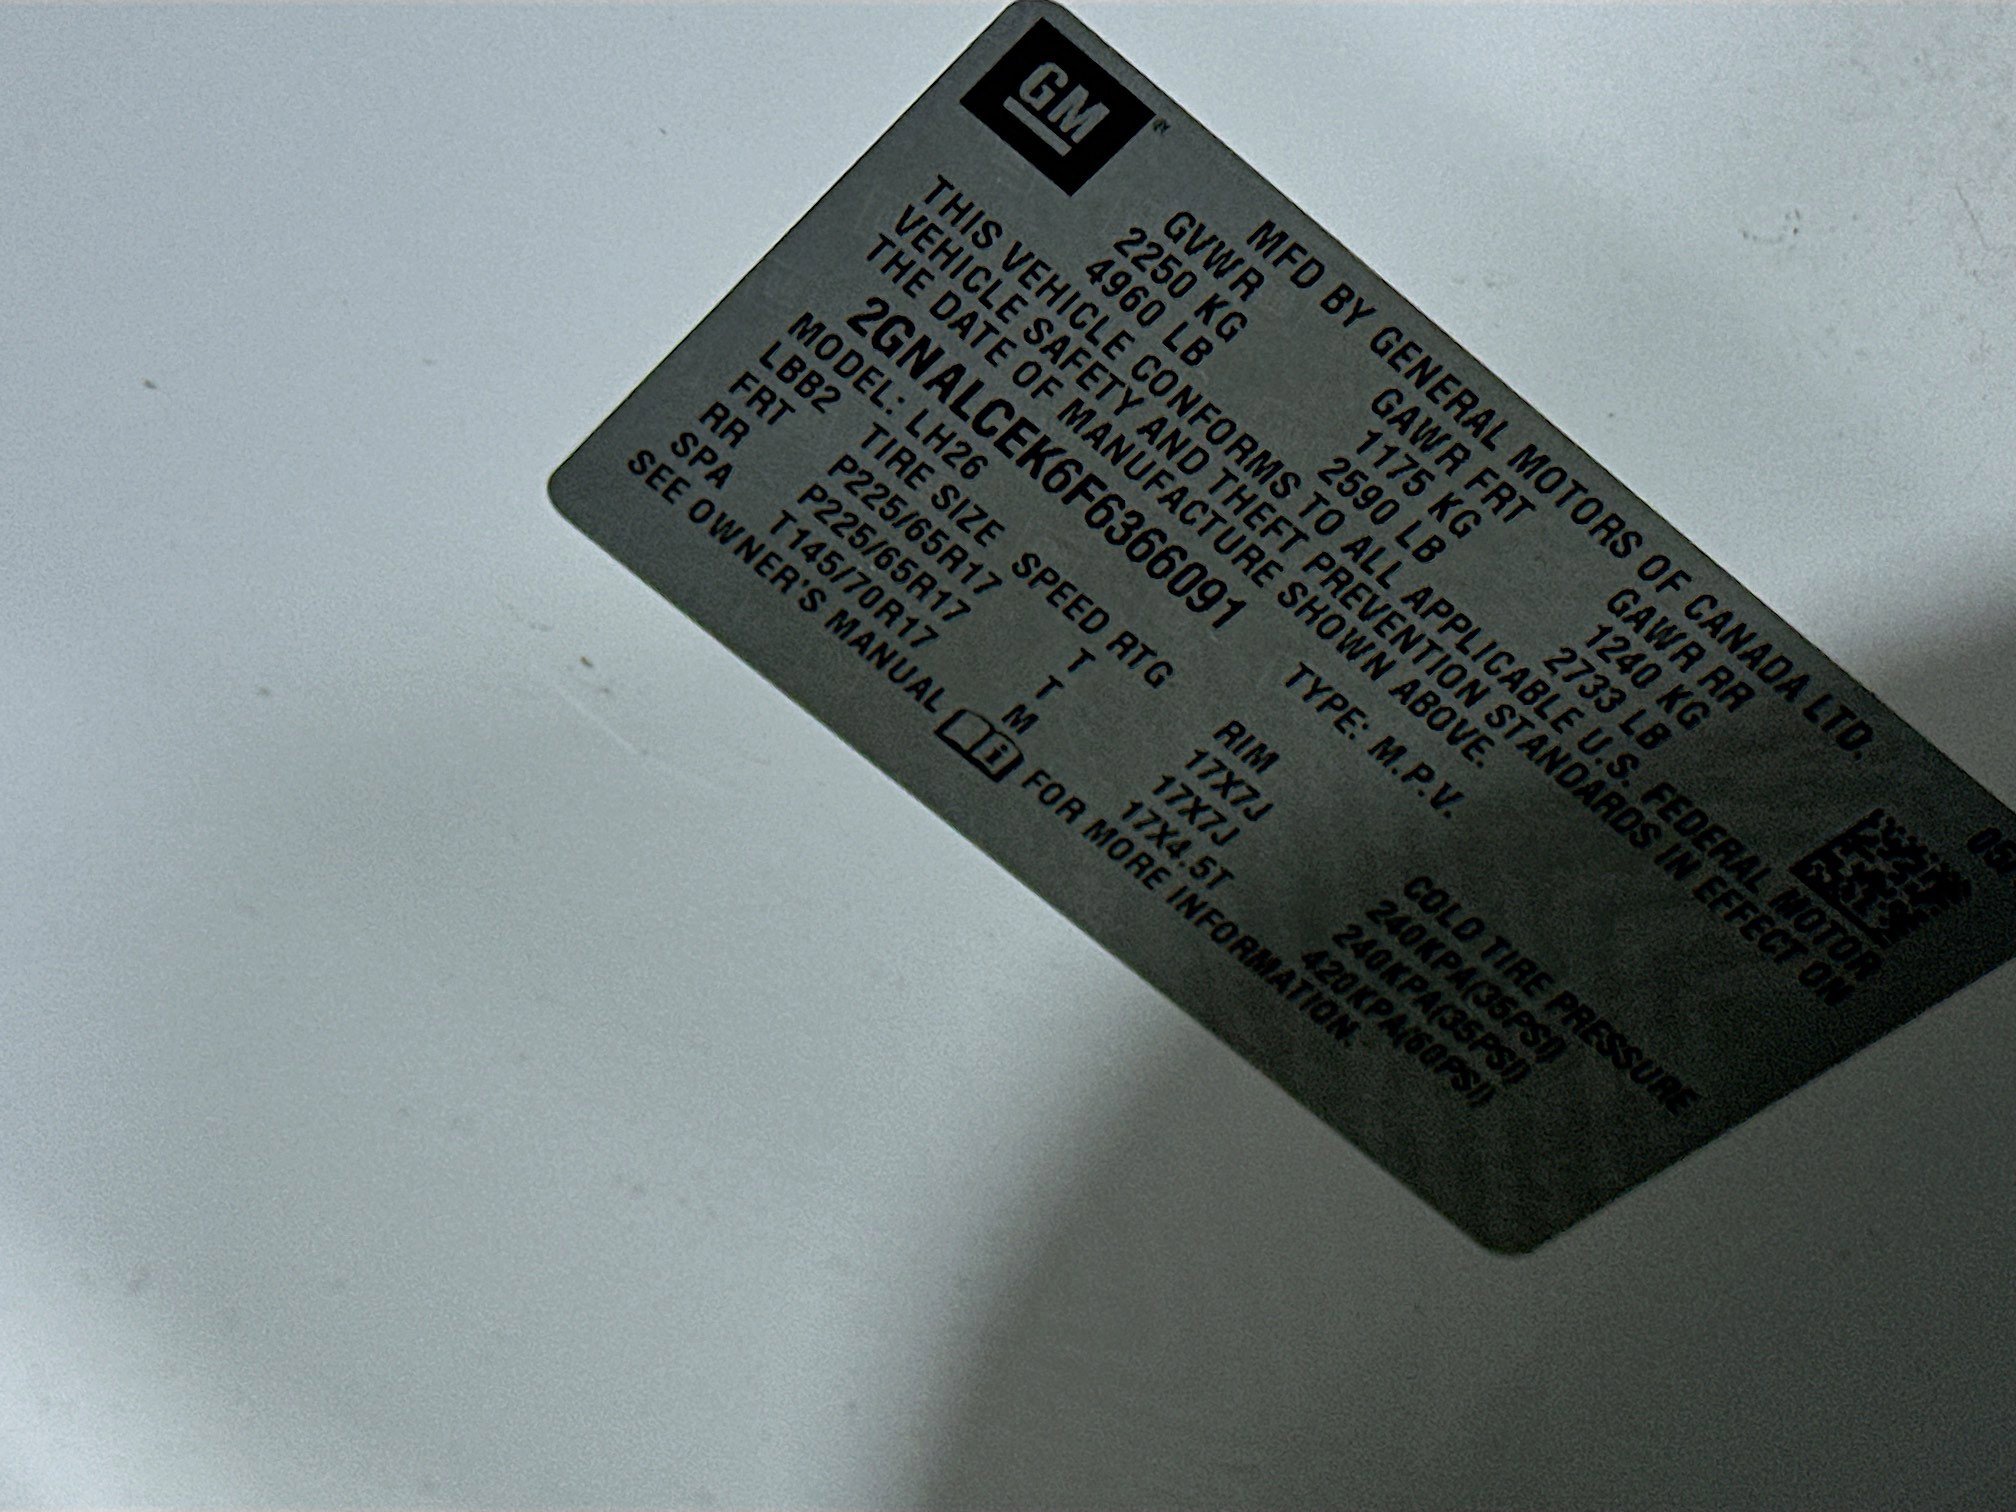 GM
MFD BY GENERAL MOTORS OF CANADA LTD.
GVWR GAWR FRT GAWR RR
2250 KG 1175 KG 1240 KG
4960 LB 2590 LB 2733 LB
THIS VEHICLE CONFORMS TO ALL APPLICABLE U.S. FEDERAL MOTOR
VEHICLE SAFETY AND THEFT PREVENTION STANDARDS IN EFFECT ON
THE DATE OF MANUFACTURE SHOWN ABOVE.
2GNALCEK6F6366091 TYPE: M.P.V.
MODEL: LH26
LBB2 TIRE SIZE SPEED RTG RIM COLD TIRE PRESSURE
FRT P225/65R17 T 17X7J 240KPA(35PSI)
RR P225/65R17 T 17X7J 240KPA(35PSI)
SPA T145/70R17 M 17X4.5T 420KPA(60PSI)
SEE OWNER'S MANUAL FOR MORE INFORMATION.